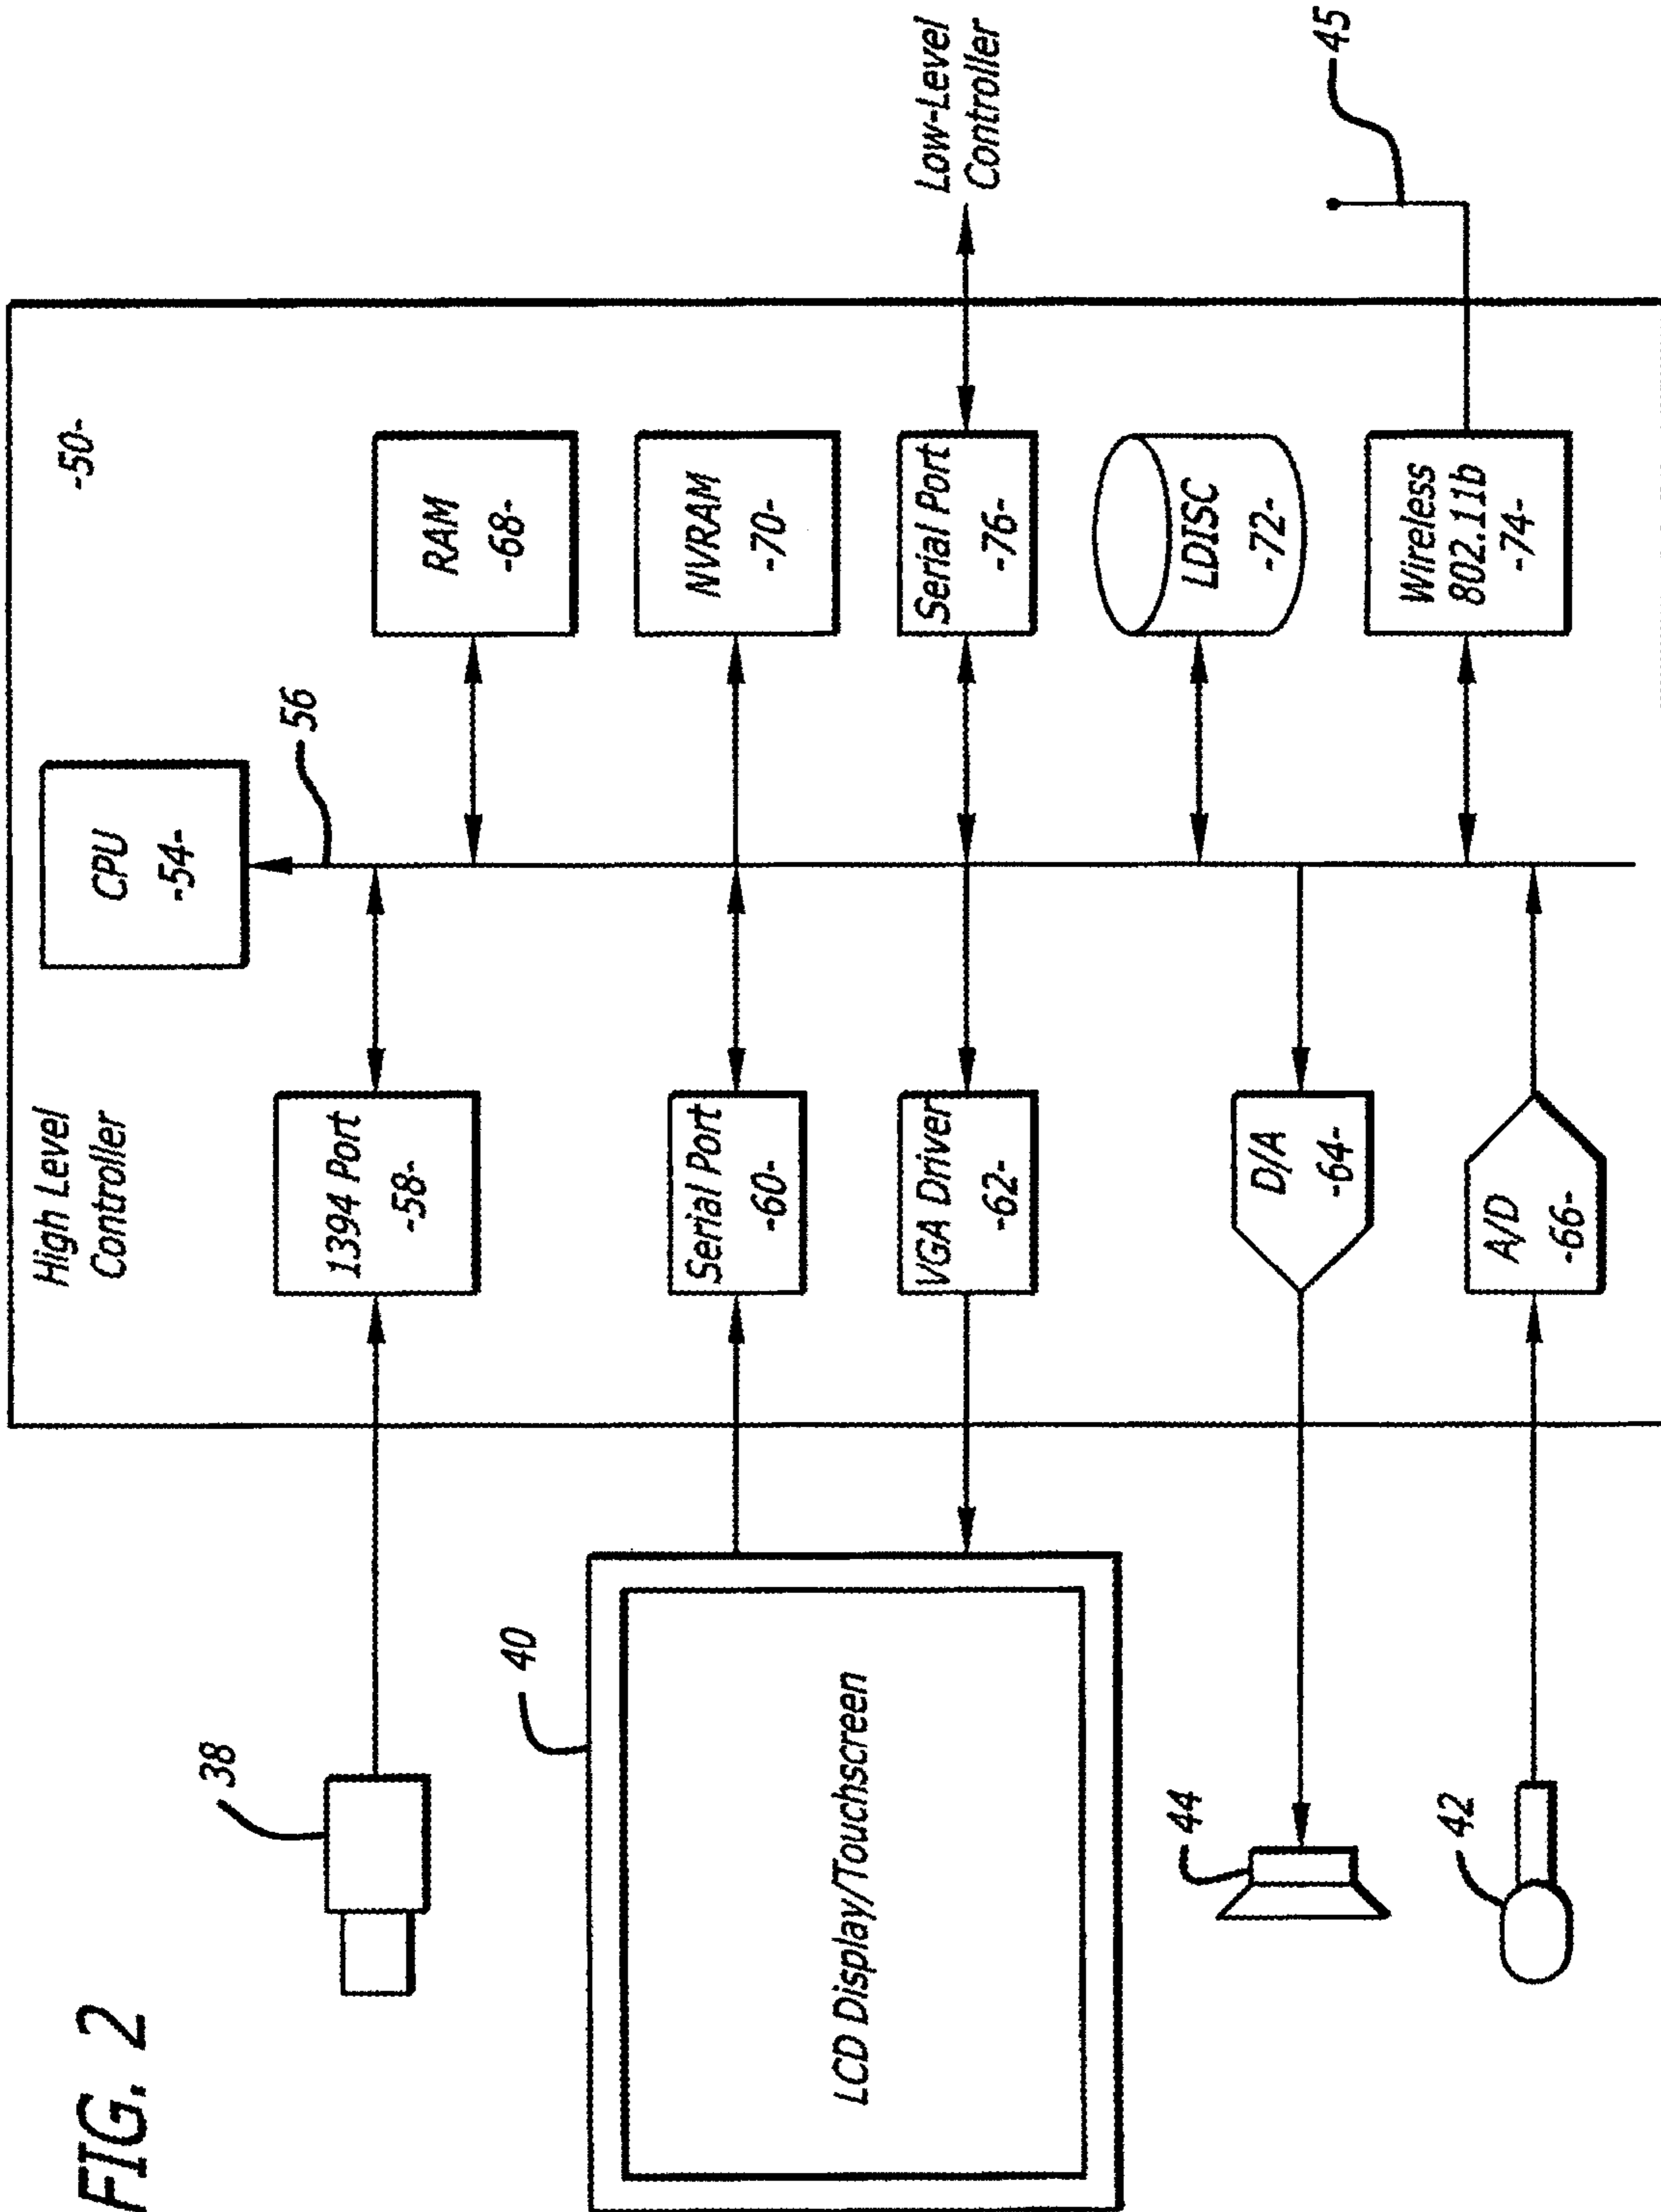 FIG. 2
High Level
Controller
-50-
CPU
-54-
56
38
1394 Port
-58-
RAM
-68-
40
LCD Display/Touchscreen
Serial Port
-60-
NVRAM
-70-
VGA Driver
-62-
Serial Port
-76-
Low-Level
Controller
LDISC
-72-
44
D/A
-64-
Wireless
802.11b
-74-
45
42
A/D
-66-